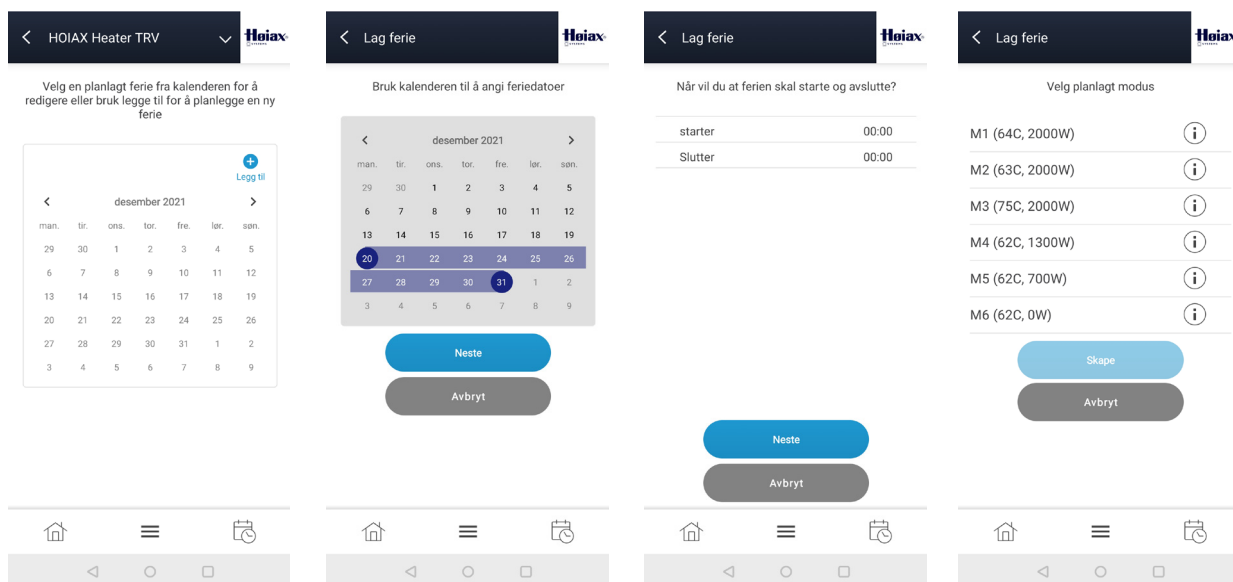 HOIAX Heater TRV
Høiax
Velg en planlagt ferie fra kalenderen for å
redigere eller bruk legge til for å planlegge en ny
ferie
Legg til
desember 2021
man. tir. ons. tor. fre. lør. søn.
29 30 1 2 3 4 5
6 7 8 9 10 11 12
13 14 15 16 17 18 19
20 21 22 23 24 25 26
27 28 29 30 31 1 2
3 4 5 6 7 8 9
Lag ferie
Høiax
Bruk kalenderen til å angi feriedatoer
desember 2021
man. tir. ons. tor. fre. lør. søn.
29 30 1 2 3 4 5
6 7 8 9 10 11 12
13 14 15 16 17 18 19
20 21 22 23 24 25 26
27 28 29 30 31 1 2
3 4 5 6 7 8 9
Neste
Avbryt
Lag ferie
Høiax
Når vil du at ferien skal starte og avslutte?
starter 00:00
Slutter 00:00
Neste
Avbryt
Lag ferie
Høiax
Velg planlagt modus
M1 (64C, 2000W)
M2 (63C, 2000W)
M3 (75C, 2000W)
M4 (62C, 1300W)
M5 (62C, 700W)
M6 (62C, 0W)
Skape
Avbryt